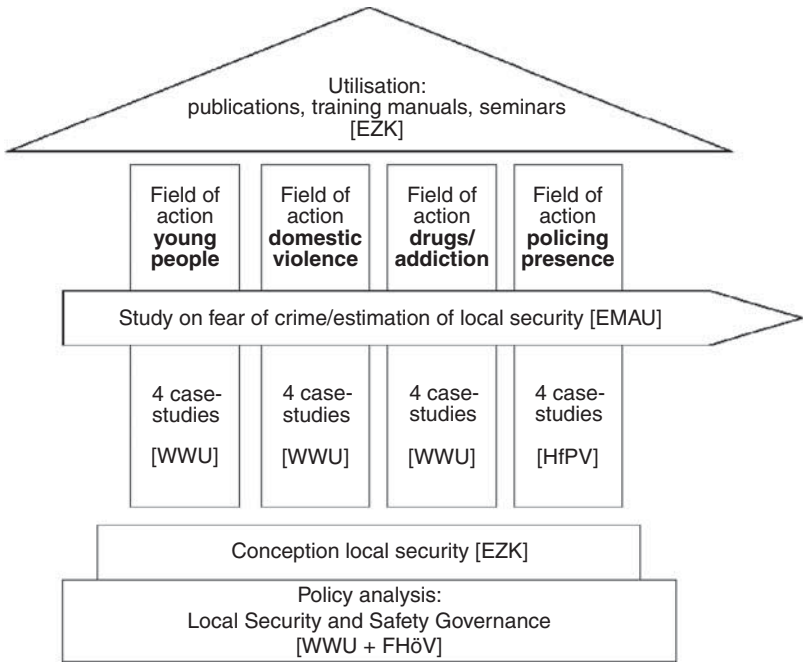 Utilisation:
publications, training manuals, seminars
[EZK]
Field of
action
young
people
Field of
action
domestic
violence
Field of
action
drugs/
addiction
Field of
action
policing
presence
Study on fear of crime/estimation of local security [EMAU]
4 case-
studies
[WWU]
4 case-
studies
[WWU]
4 case-
studies
[WWU]
4 case-
studies
[HfPV]
Conception local security [EZK]
Policy analysis:
Local Security and Safety Governance
[WWU + FHöV]